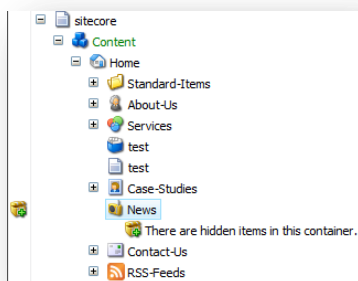 sitecore
Content
Home
Standard-Items
About-Us
Services
test
test
Case-Studies
News
There are hidden items in this container.
Contact-Us
RSS-Feeds